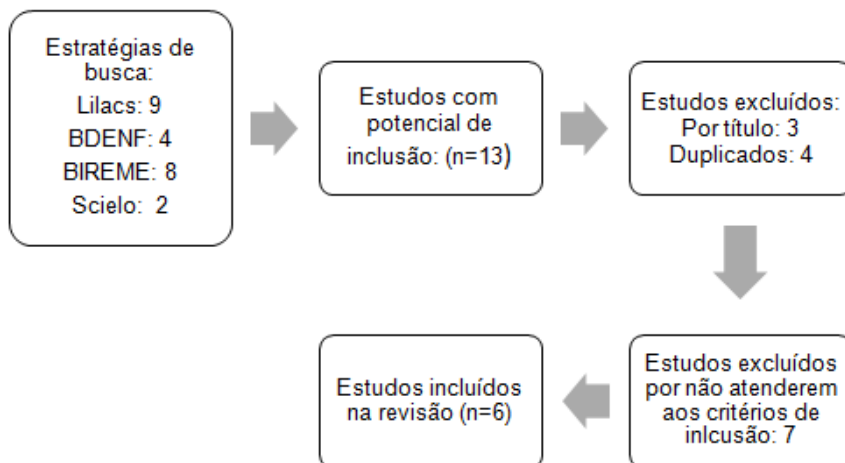 Estratégias de
busca:
Lilacs: 9
BDENF: 4
BIREME: 8
Scielo: 2
Estudos com
potencial de
inclusão: (n=13)
Estudos excluídos:
Por título: 3
Duplicados: 4
Estudos excluídos
por não atenderem
aos critérios de
inlcusão: 7
Estudos incluídos
na revisão (n=6)